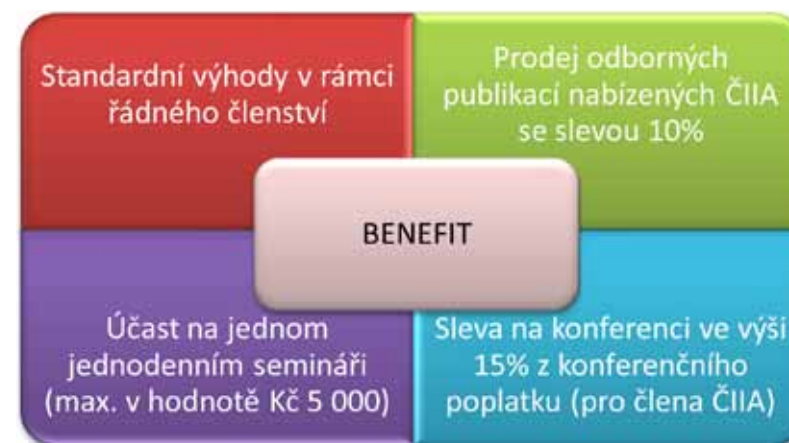 Standardní výhody v rámci
řádného členství
Prodej odborných
publikací nabízených ČIIA
se slevou 10%
BENEFIT
Účast na jednom
jednodenním semináři
(max. v hodnotě Kč 5 000)
Sleva na konferenci ve výši
15% z konferenčního
poplatku (pro člena ČIIA)